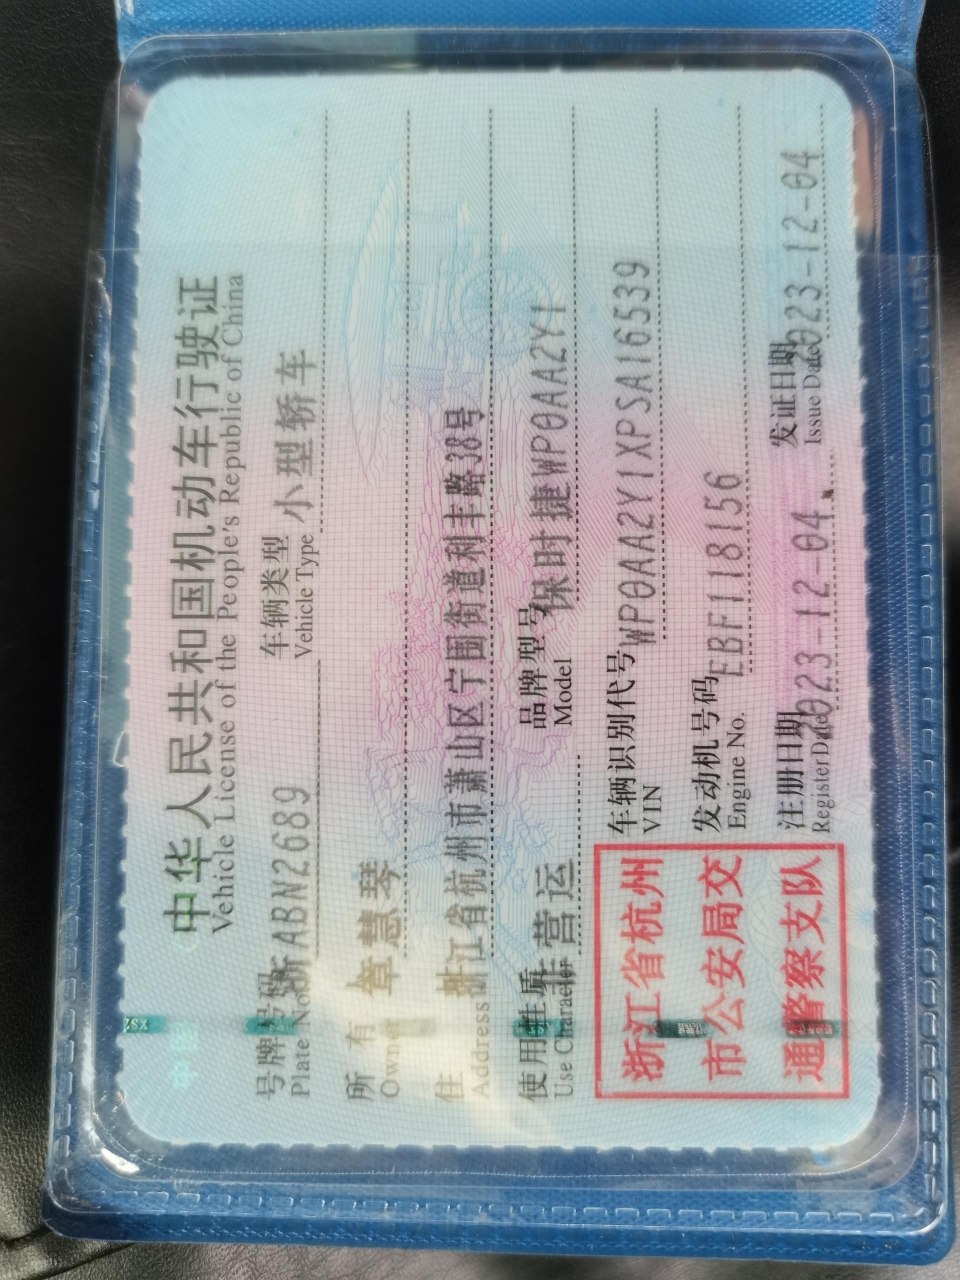 中华人民共和国机动车行驶证
Vehicle License of the People's Republic of China
号牌号码 浙ABN2689 车辆类型 小型轿车
Plate No. Vehicle Type
所有 慧琴
Owner
住 浙江省杭州市萧山区宁围街道利丰路38号
Address
使用性质 非营运 品牌型号 保时捷WP0AA2Y1
Use Character Model
车辆识别代号 WP0AA2Y1XPSA16539
VIN
发动机号码 EBF118156
Engine No.
注册日期 2023-12-04 发证日期 2023-12-04
Register Date Issue Date
浙江省杭州
市公安局交
通警察支队